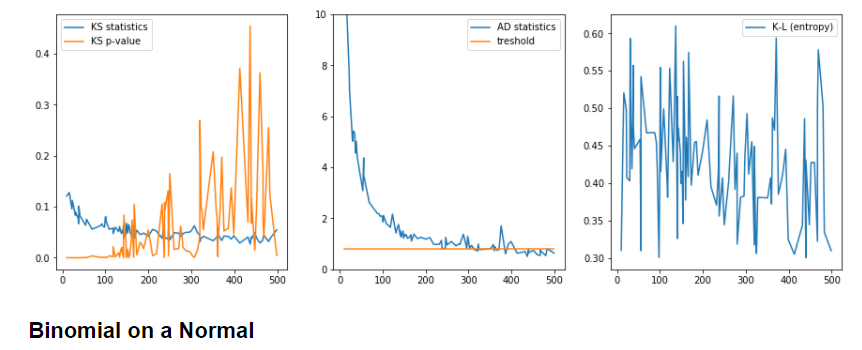 KS statistics
KS p-value
0.4
0.3
0.2
0.1
0.0
0 100 200 300 400 500
AD statistics
treshold
10
8
6
4
2
0
0 100 200 300 400 500
K-L (entropy)
0.60
0.55
0.50
0.45
0.40
0.35
0.30
0 100 200 300 400 500
Binomial on a Normal